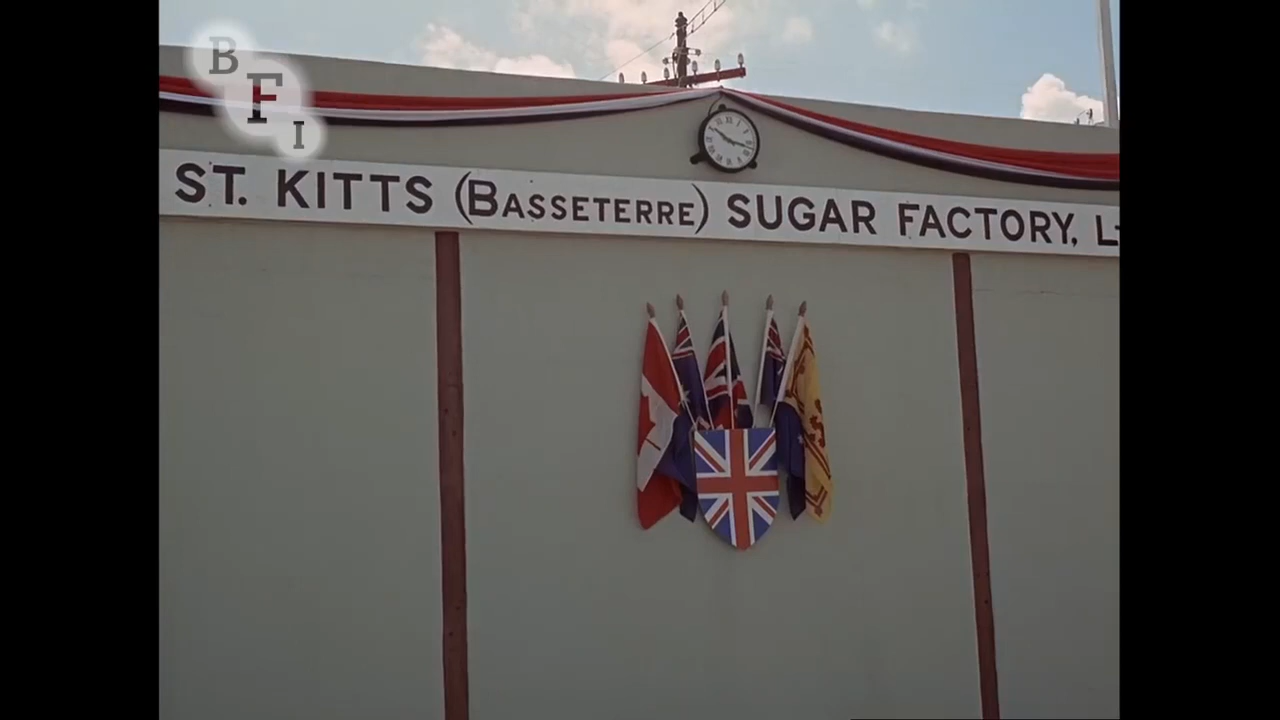 BFI
ST. KITTS (BASSETERRE) SUGAR FACTORY, L